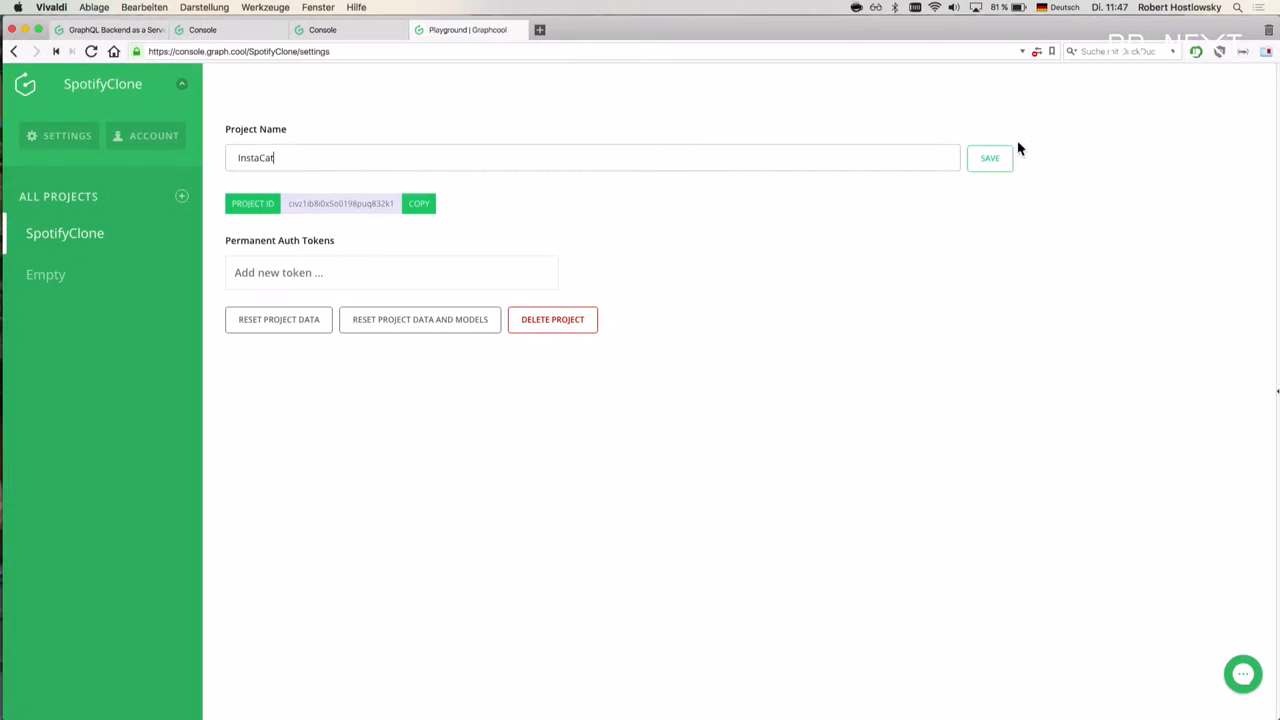 Vivaldi Ablage Bearbeiten Darstellung Werkzeuge Fenster Hilfe 81 % Deutsch Di. 11:47 Robert Hostlowsky
GraphQL Backend as a Serv Console Console Playground | Graphcool
https://console.graph.cool/SpotifyClone/settings
SpotifyClone
SETTINGS ACCOUNT
ALL PROJECTS
SpotifyClone
Empty
Project Name
InstaCat
SAVE
PROJECT ID civz1ib8i0x5o0198puq832k1 COPY
Permanent Auth Tokens
Add new token ...
RESET PROJECT DATA RESET PROJECT DATA AND MODELS DELETE PROJECT